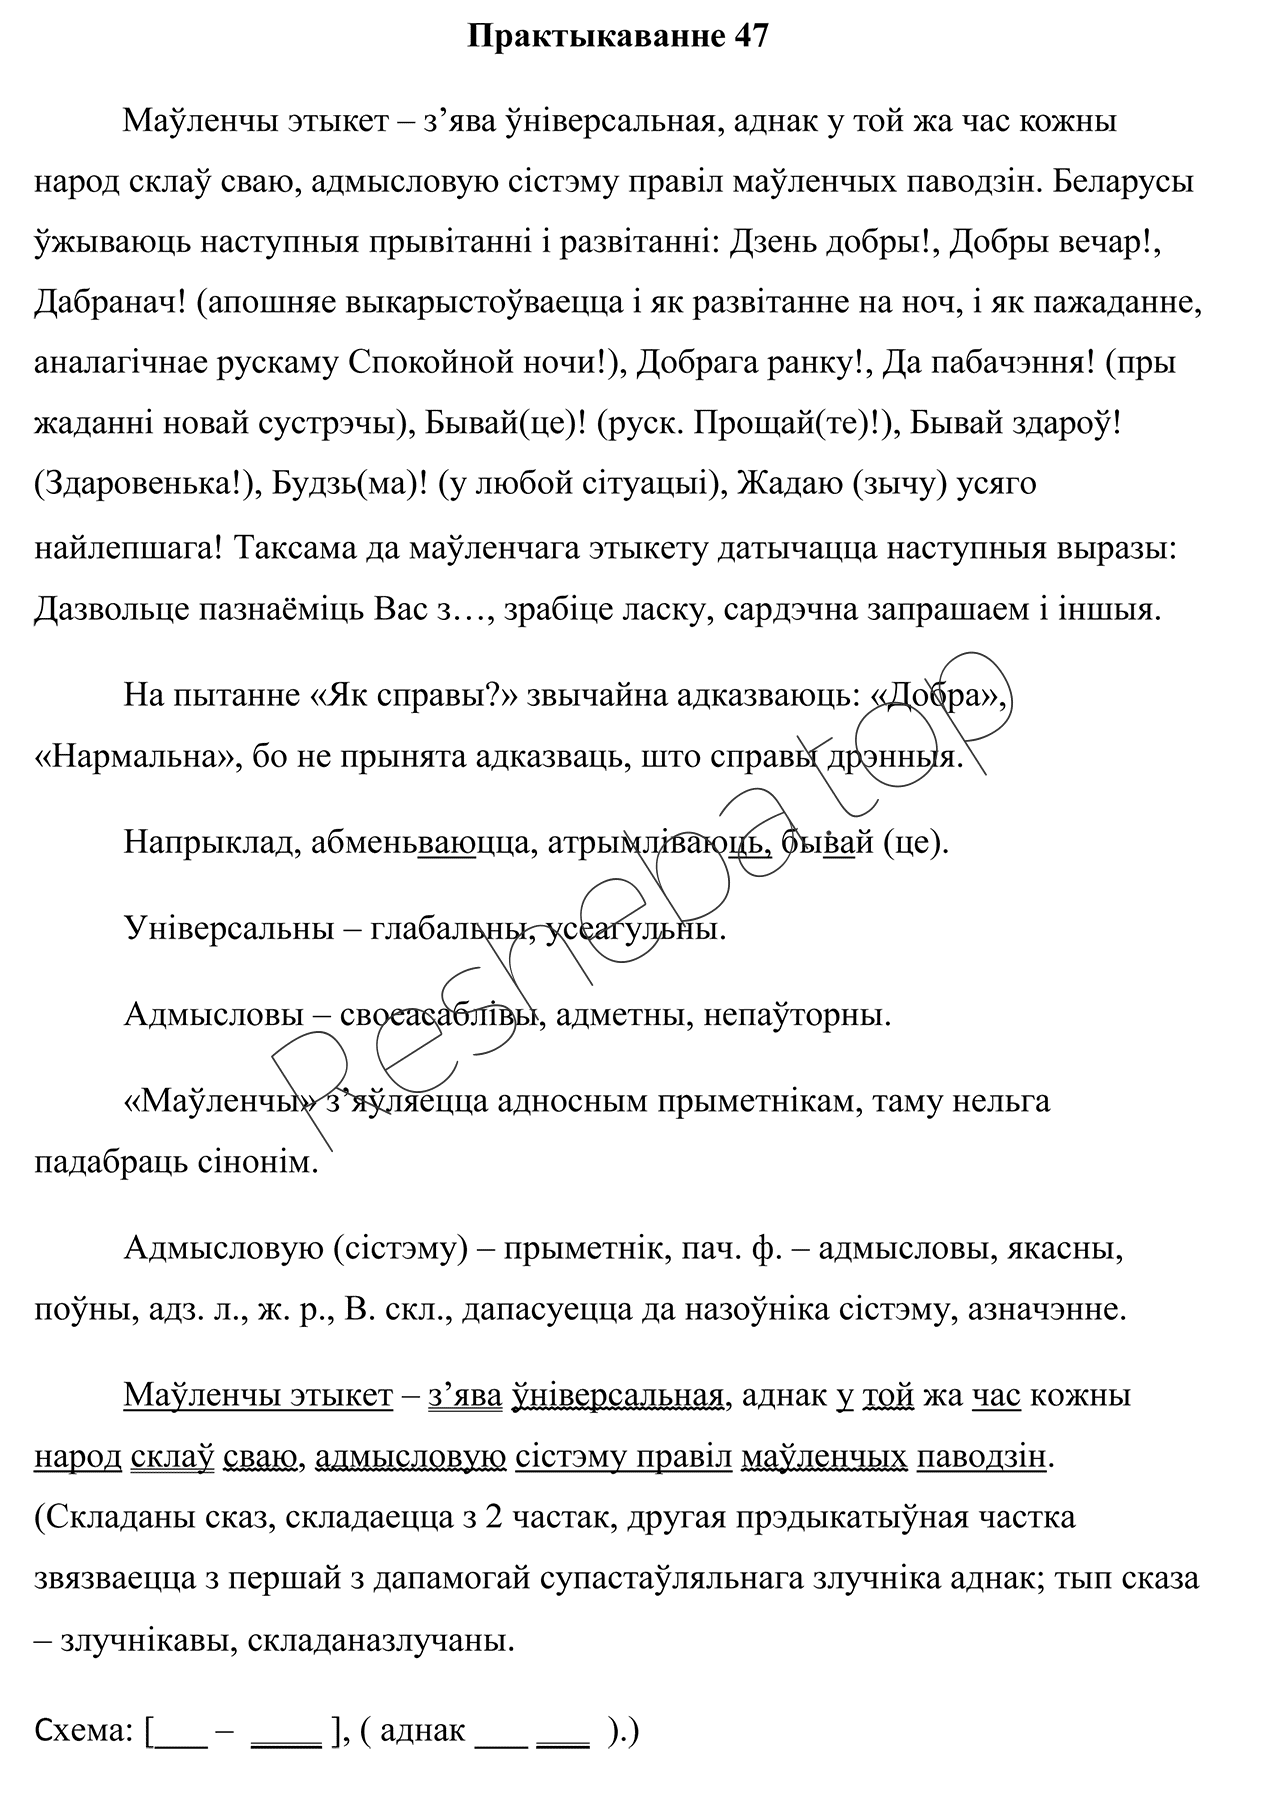 Практыкаванне 47
Маўленчы этыкет – з’ява ўніверсальная, аднак у той жа час кожны
народ склаў сваю, адмысловую сістэму правіл маўленчых паводзін. Беларусы
ўжываюць наступныя прывітанні і развітанні: Дзень добры!, Добры вечар!,
Дабранач! (апошняе выкарыстоўваецца і як развітанне на ноч, і як пажаданне,
аналагічнае рускаму Спокойной ночи!), Добрага ранку!, Да пабачэння! (пры
жаданні новай сустрэчы), Бывай(це)! (руск. Прощай(те)!), Бывай здароў!
(Здаровенька!), Будзь(ма)! (у любой сітуацыі), Жадаю (зычу) усяго
найлепшага! Таксама да маўленчага этыкету датычацца наступныя выразы:
Дазвольце пазнаёміць Вас з…, зрабіце ласку, сардэчна запрашаем і іншыя.
На пытанне «Як справы?» звычайна адказваюць: «Добра»,
«Нармальна», бо не прынята адказваць, што справы дрэнныя.
Напрыклад, абменьваюцца, атрымліваюць, бывай (це).
Універсальны – глабальны, усеагульны.
Адмысловы – своеасаблівы, адметны, непаўторны.
«Маўленчы» з’яўляецца адносным прыметнікам, таму нельга
падабраць сінонім.
Адмысловую (сістэму) – прыметнік, пач. ф. – адмысловы, якасны,
поўны, адз. л., ж. р., В. скл., дапасуецца да назоўніка сістэму, азначэнне.
Маўленчы этыкет – з’ява ўніверсальная, аднак у той жа час кожны
народ склаў сваю, адмысловую сістэму правіл маўленчых паводзін.
(Складаны сказ, складаецца з 2 частак, другая прэдыкатыўная частка
звязваецца з першай з дапамогай супастаўляльнага злучніка аднак; тып сказа
– злучнікавы, складаназлучаны.
Схема: [___ – ____ ], ( аднак ___ ___ ).)
Resheba.top